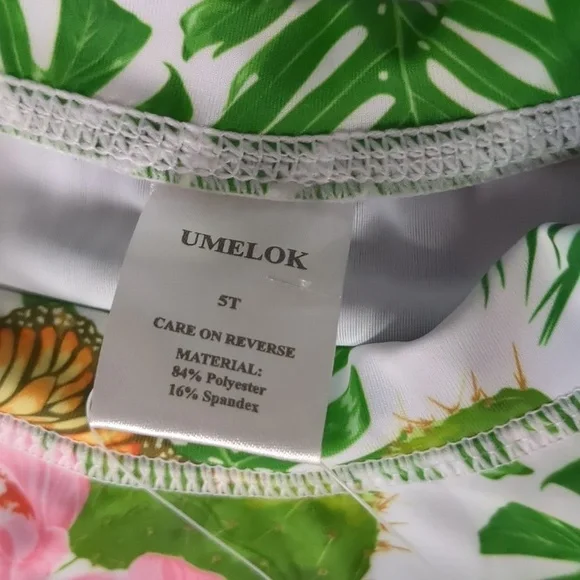 UMELOK
5T
CARE ON REVERSE
MATERIAL:
84% Polyester
16% Spandex